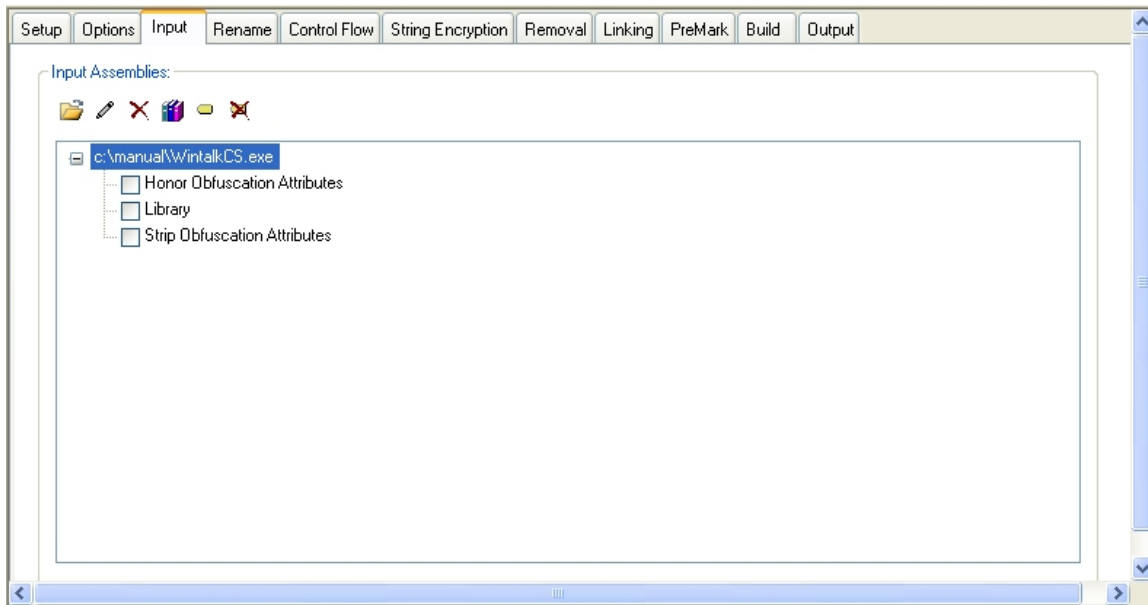 Setup Options Input Rename Control Flow String Encryption Removal Linking PreMark Build Output
Input Assemblies:
c:\manual\WintalkCS.exe
Honor Obfuscation Attributes
Library
Strip Obfuscation Attributes